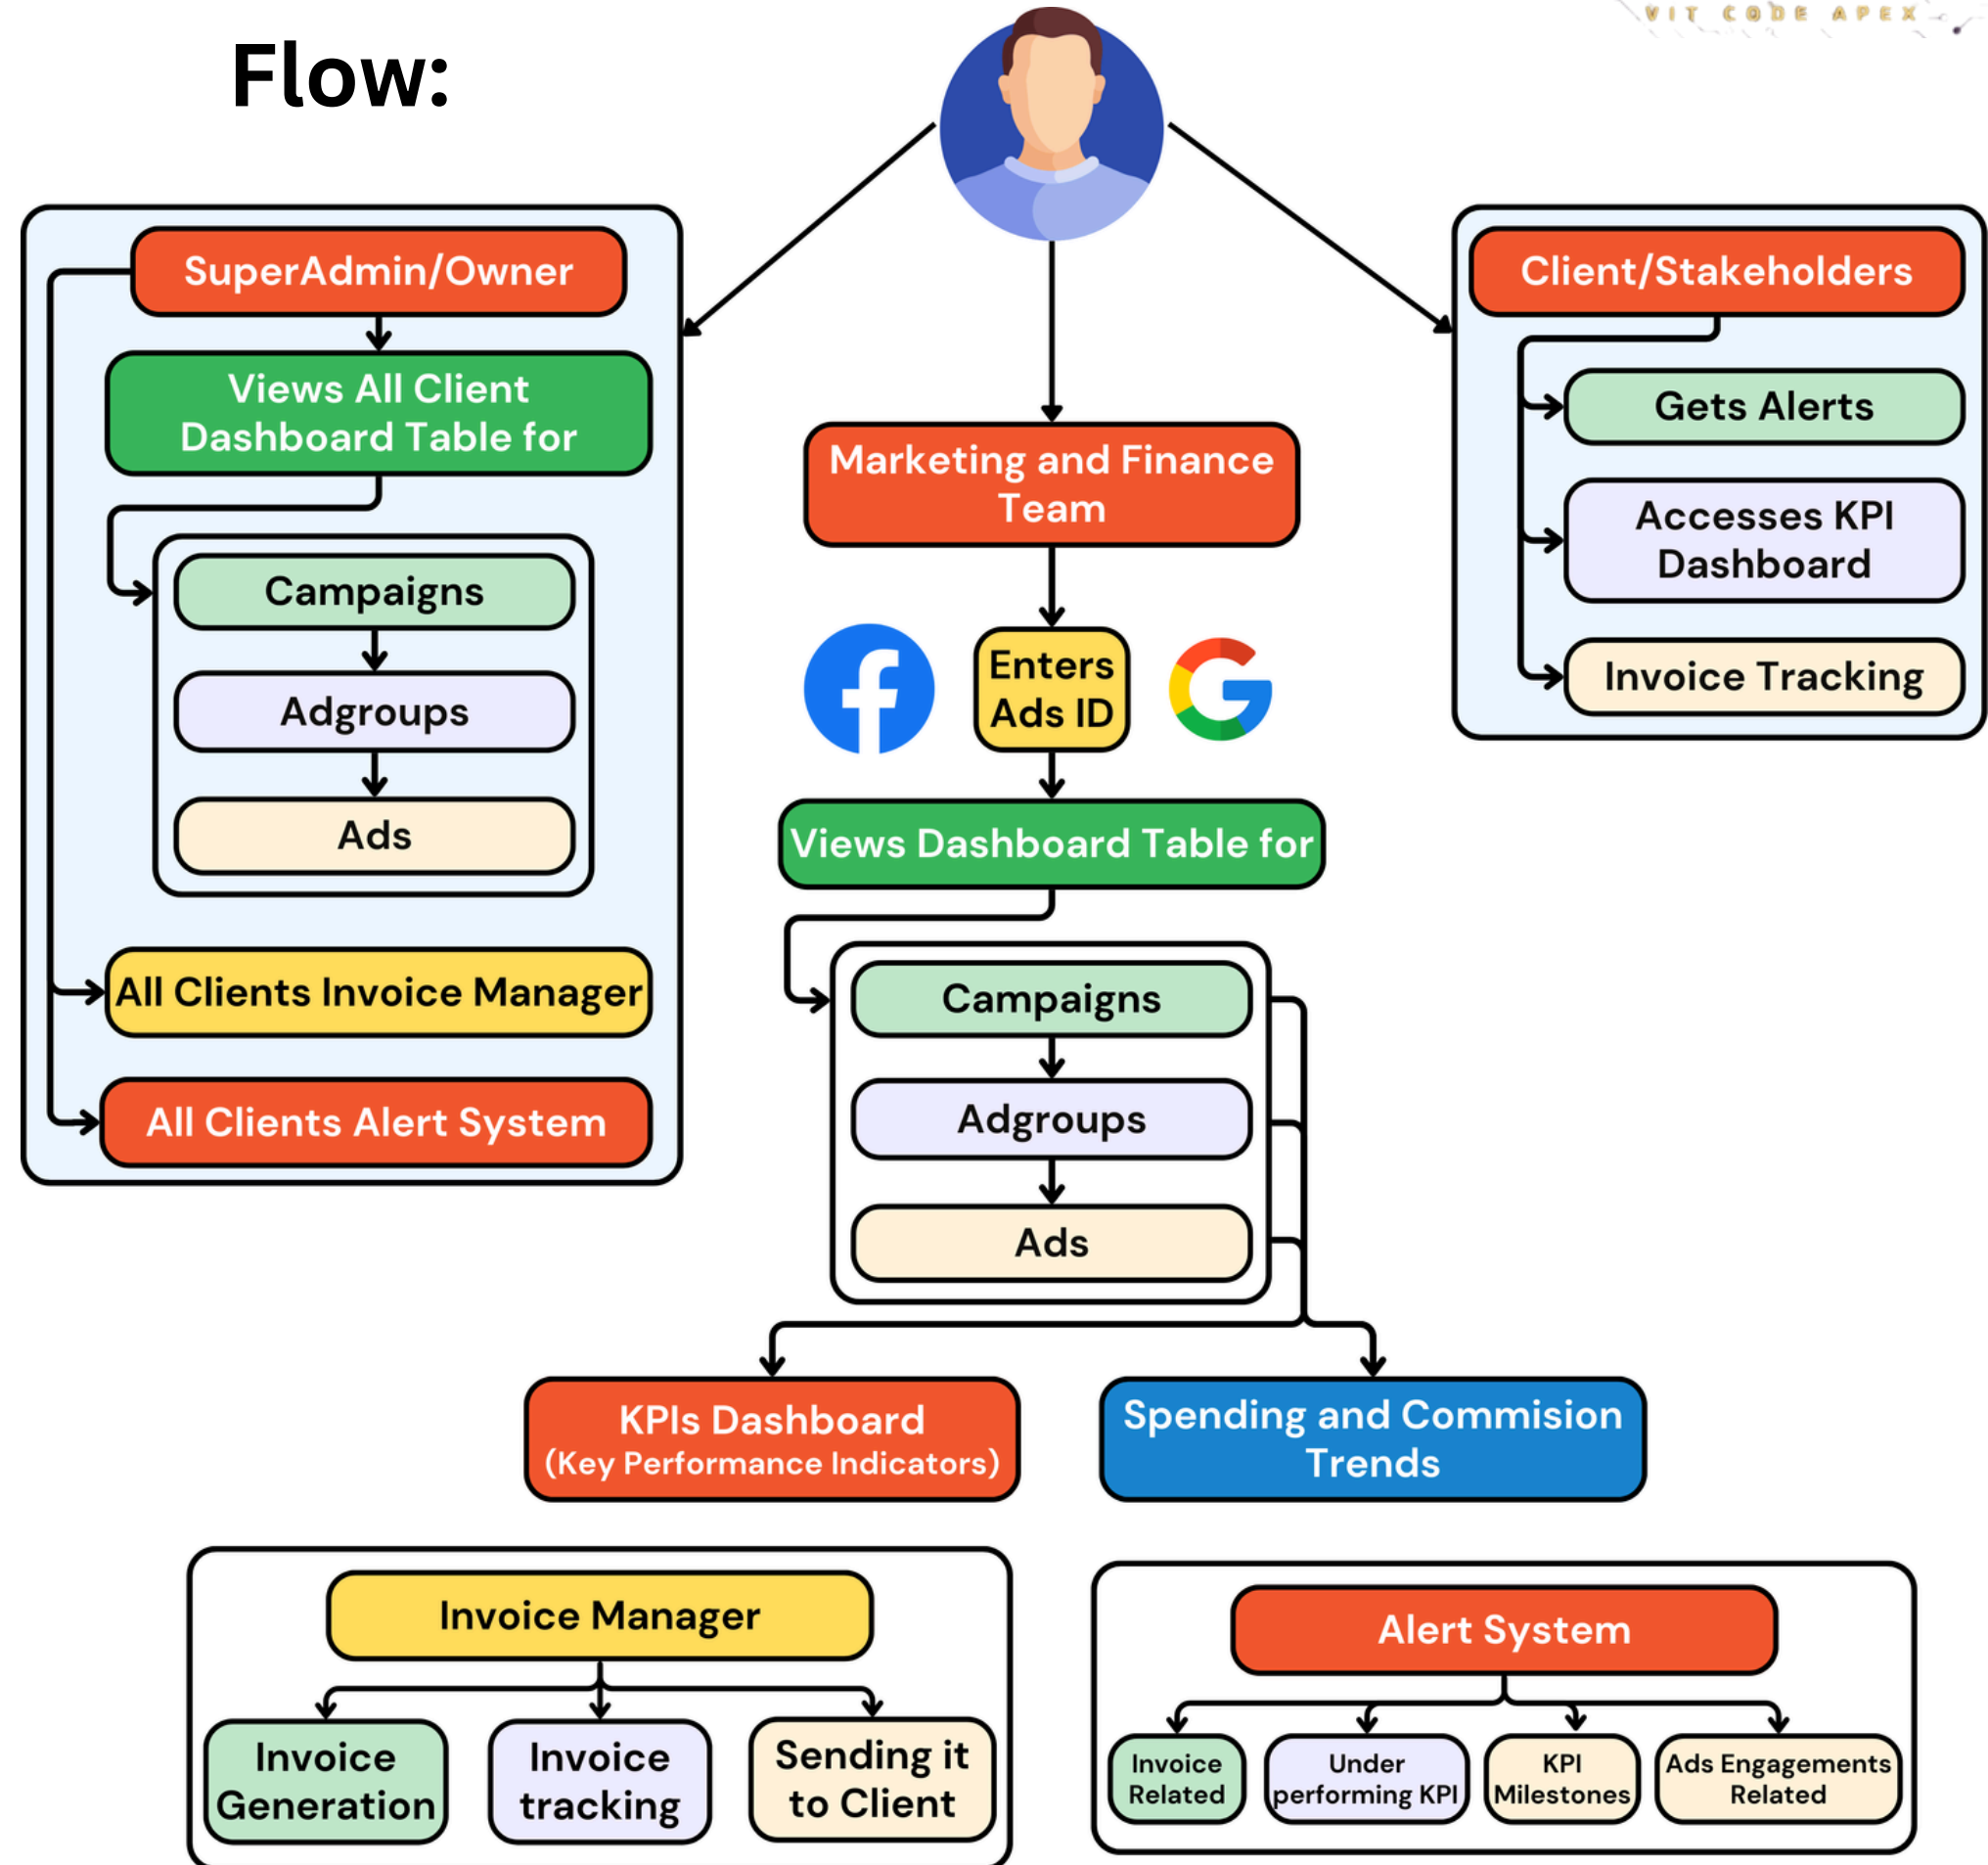 VIT CODE APEX
Flow:
SuperAdmin/Owner
Views All Client
Dashboard Table for
Campaigns
Adgroups
Ads
All Clients Invoice Manager
All Clients Alert System
Marketing and Finance
Team
Enters
Ads ID
Views Dashboard Table for
Campaigns
Adgroups
Ads
Client/Stakeholders
Gets Alerts
Accesses KPI
Dashboard
Invoice Tracking
KPIs Dashboard
(Key Performance Indicators)
Spending and Commision
Trends
Invoice Manager
Invoice
Generation
Invoice
tracking
Sending it
to Client
Alert System
Invoice
Related
Under
performing KPI
KPI
Milestones
Ads Engagements
Related